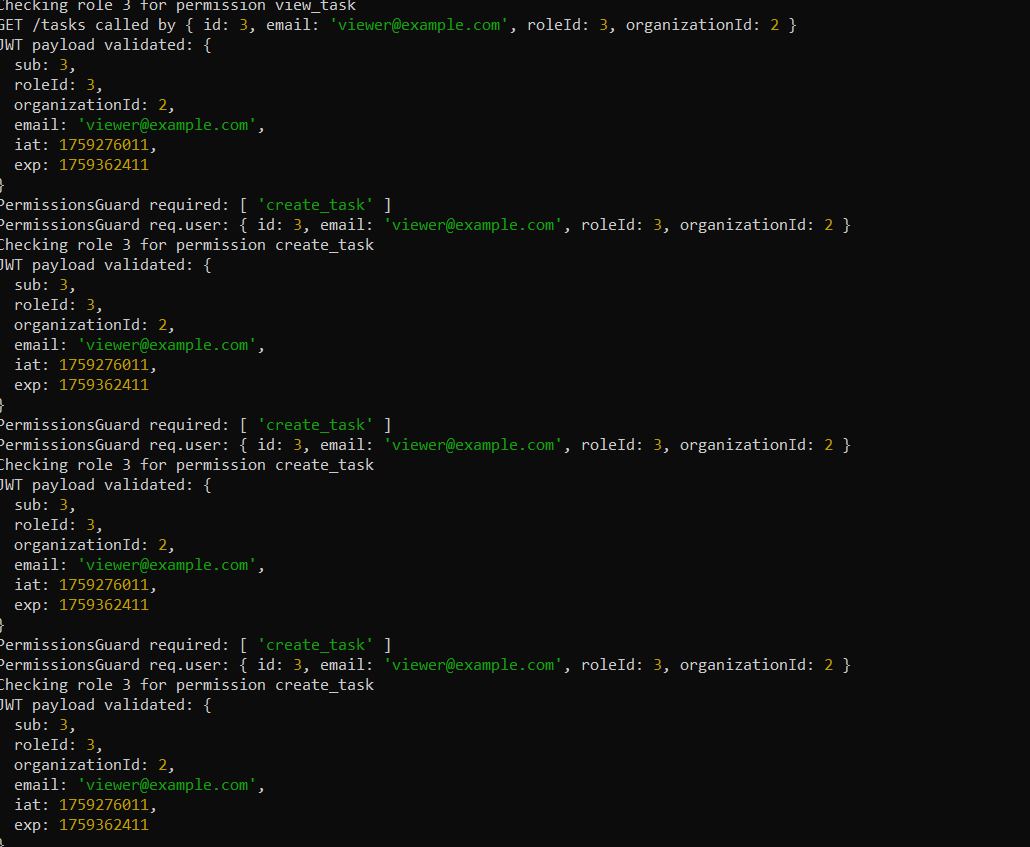 Checking role 3 for permission view_task
GET /tasks called by { id: 3, email: 'viewer@example.com', roleId: 3, organizationId: 2 }
JWT payload validated: {
  sub: 3,
  roleId: 3,
  organizationId: 2,
  email: 'viewer@example.com',
  iat: 1759276011,
  exp: 1759362411
}
PermissionsGuard required: [ 'create_task' ]
PermissionsGuard req.user: { id: 3, email: 'viewer@example.com', roleId: 3, organizationId: 2 }
Checking role 3 for permission create_task
JWT payload validated: {
  sub: 3,
  roleId: 3,
  organizationId: 2,
  email: 'viewer@example.com',
  iat: 1759276011,
  exp: 1759362411
}
PermissionsGuard required: [ 'create_task' ]
PermissionsGuard req.user: { id: 3, email: 'viewer@example.com', roleId: 3, organizationId: 2 }
Checking role 3 for permission create_task
JWT payload validated: {
  sub: 3,
  roleId: 3,
  organizationId: 2,
  email: 'viewer@example.com',
  iat: 1759276011,
  exp: 1759362411
}
PermissionsGuard required: [ 'create_task' ]
PermissionsGuard req.user: { id: 3, email: 'viewer@example.com', roleId: 3, organizationId: 2 }
Checking role 3 for permission create_task
JWT payload validated: {
  sub: 3,
  roleId: 3,
  organizationId: 2,
  email: 'viewer@example.com',
  iat: 1759276011,
  exp: 1759362411
}